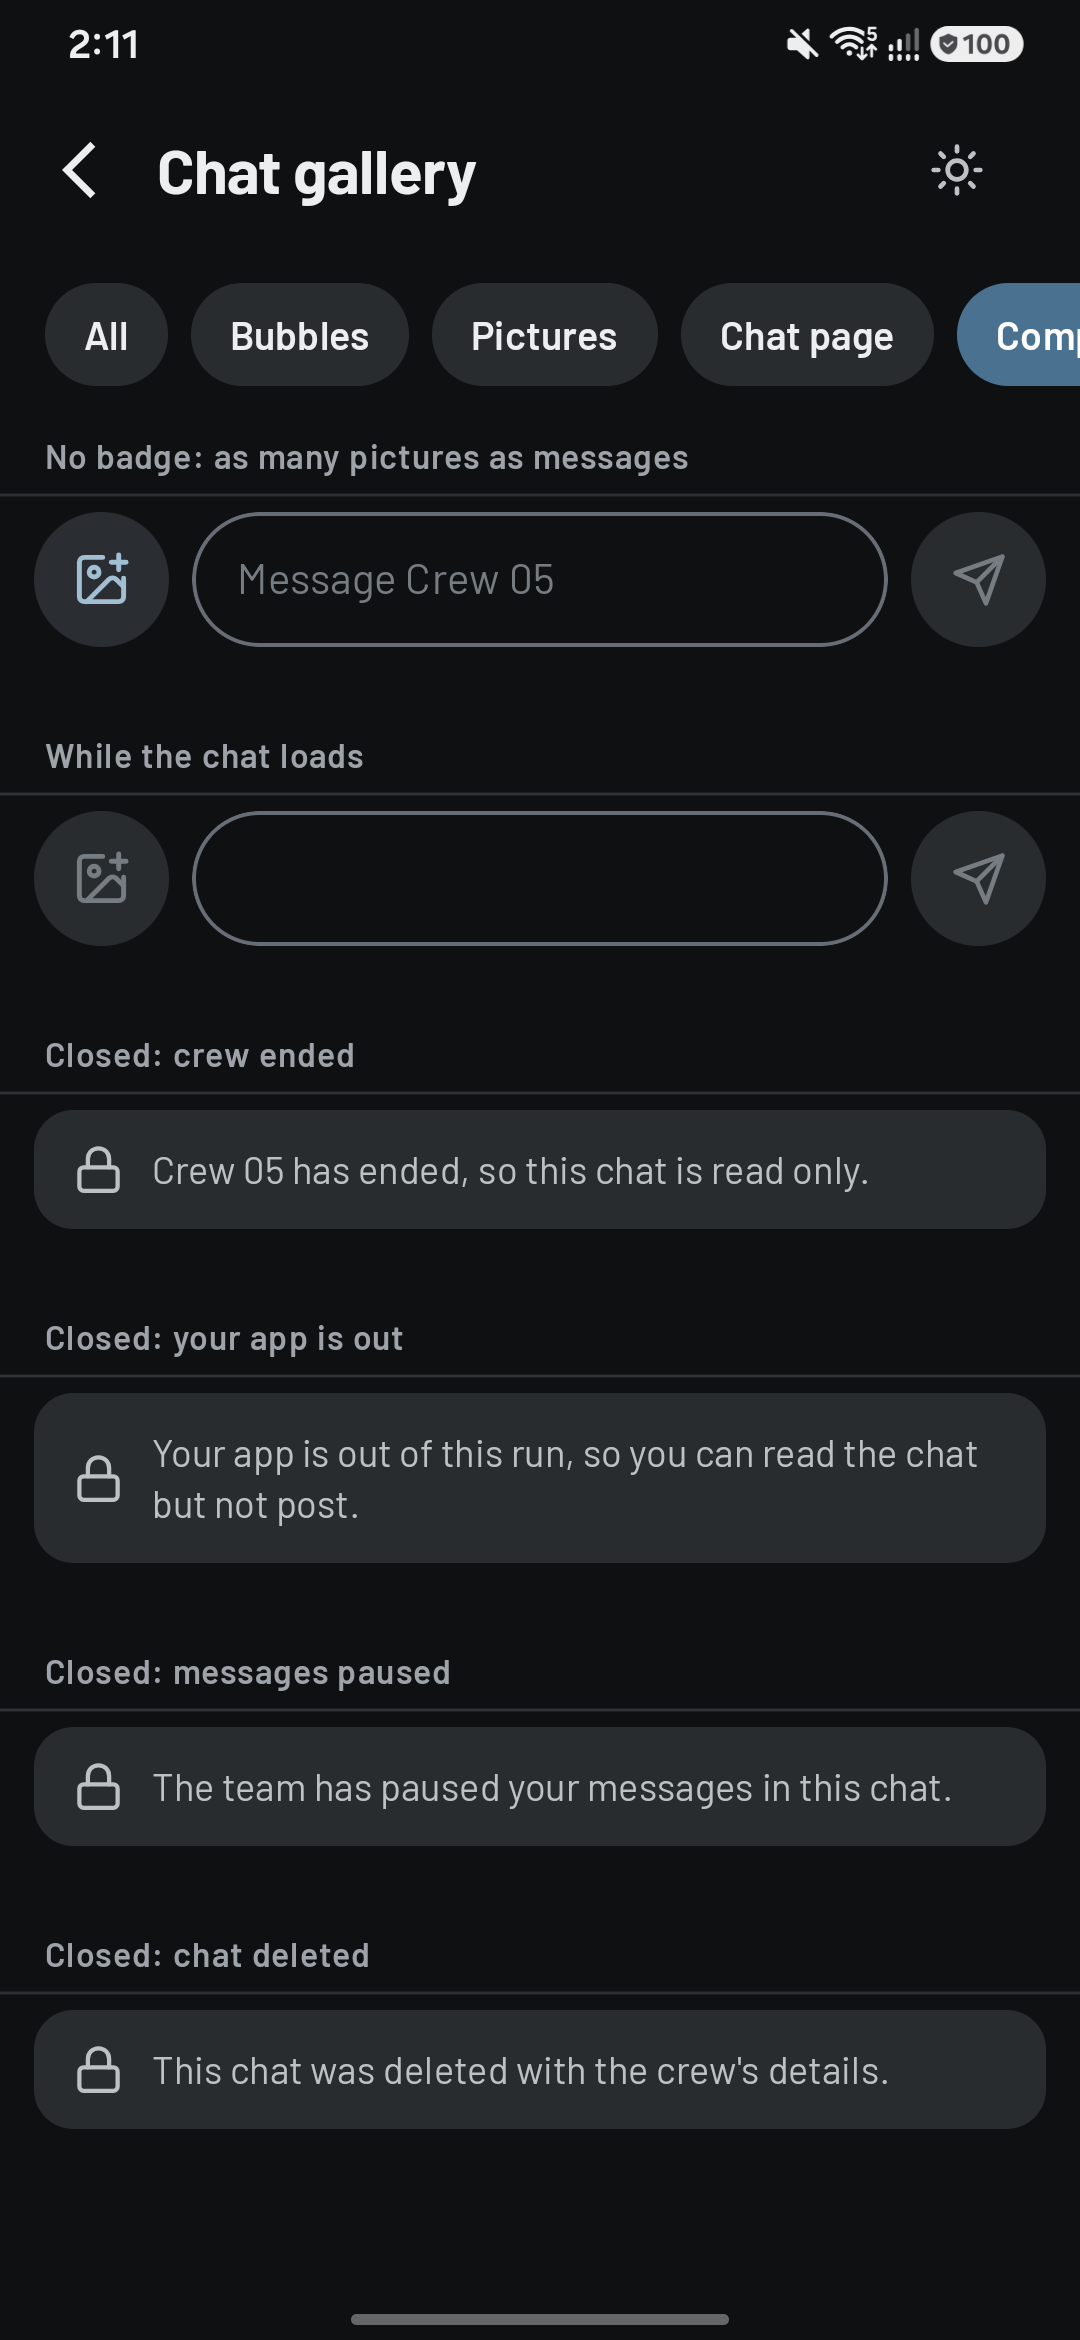 2:11
5
100
Chat gallery
All
Bubbles
Pictures
Chat page
No badge: as many pictures as messages
Message Crew 05
While the chat loads
Closed: crew ended
Crew 05 has ended, so this chat is read only.
Closed: your app is out
Your app is out of this run, so you can read the chat
but not post.
Closed: messages paused
The team has paused your messages in this chat.
Closed: chat deleted
This chat was deleted with the crew's details.